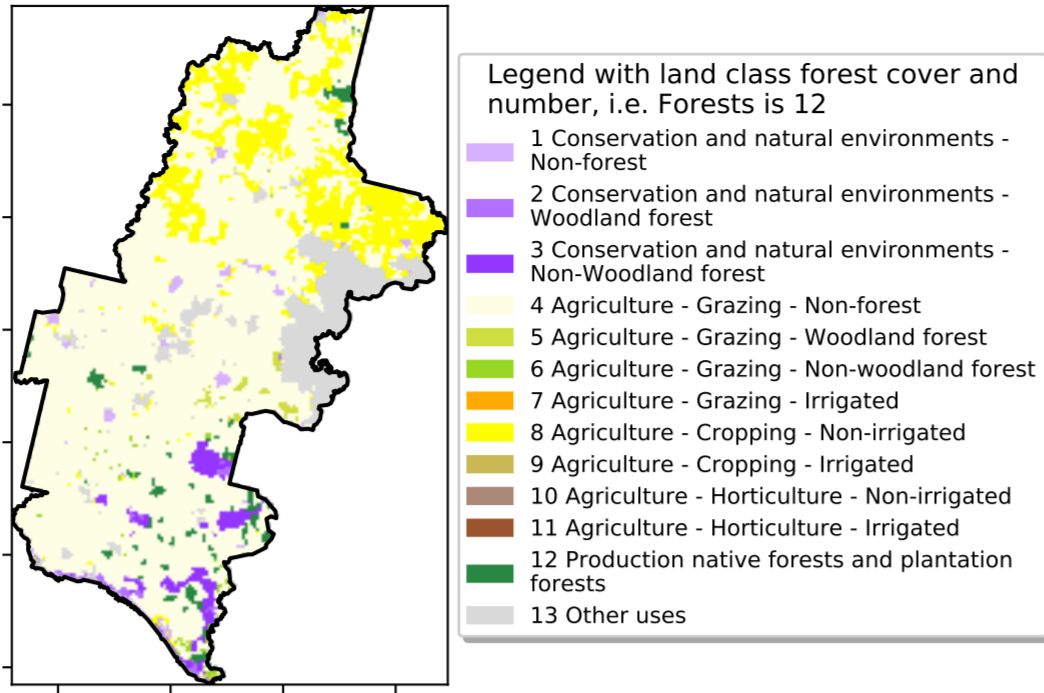 Legend with land class forest cover and
number, i.e. Forests is 12
1 Conservation and natural environments -
Non-forest
2 Conservation and natural environments -
Woodland forest
3 Conservation and natural environments -
Non-Woodland forest
4 Agriculture - Grazing - Non-forest
5 Agriculture - Grazing - Woodland forest
6 Agriculture - Grazing - Non-woodland forest
7 Agriculture - Grazing - Irrigated
8 Agriculture - Cropping - Non-irrigated
9 Agriculture - Cropping - Irrigated
10 Agriculture - Horticulture - Non-irrigated
11 Agriculture - Horticulture - Irrigated
12 Production native forests and plantation
forests
13 Other uses